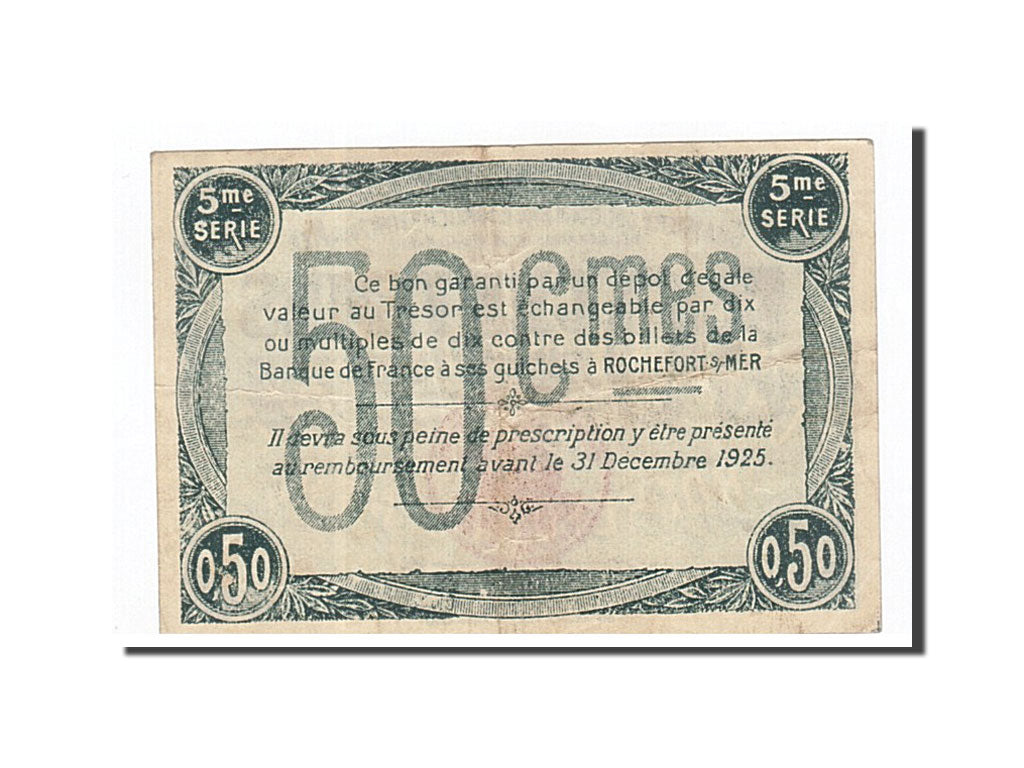 5me
SERIE
5me
SERIE
50 Cmes
Ce bon garanti par un dépot d'égale
valeur au Trésor est échangeable par dix
ou multiples de dix contre des billets de la
Banque de France à ses guichets à ROCHEFORT-s/-MER
Il devra sous peine de prescription y être présenté
au remboursement avant le 31 Decembre 1925.
0,50
0,50